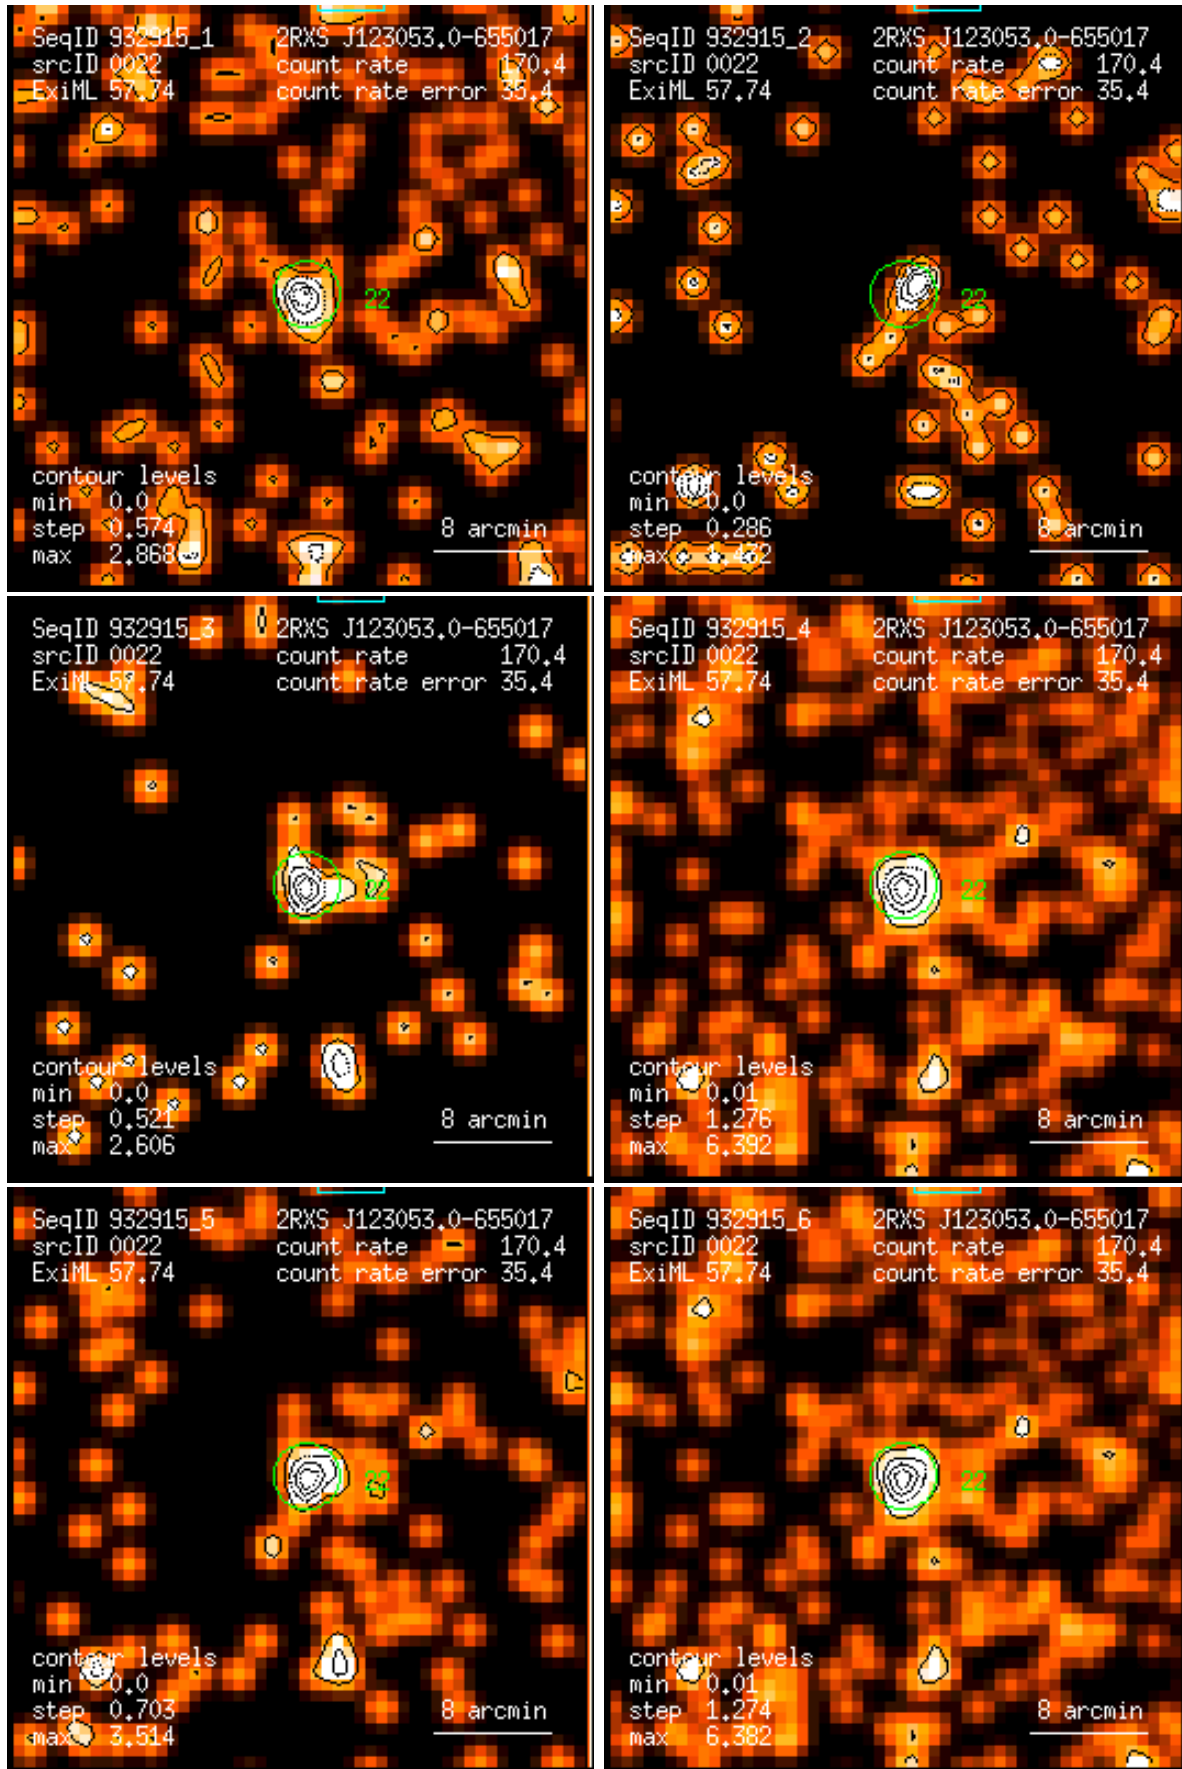 SeqID 932915_1 2RXS J123053.0-655017
srcID 0022 count rate 170.4
ExiML 57.74 count rate error 35.4
22
contour levels
min 0.0
step 0.574 8 arcmin
max 2.868
SeqID 932915_2 2RXS J123053.0-655017
srcID 0022 count rate 170.4
ExiML 57.74 count rate error 35.4
22
contour levels
min 0.0
step 0.286 8 arcmin
max 1.432
SeqID 932915_3 2RXS J123053.0-655017
srcID 0022 count rate 170.4
ExiML 57.74 count rate error 35.4
22
contour levels
min 0.0
step 0.521 8 arcmin
max 2.606
SeqID 932915_4 2RXS J123053.0-655017
srcID 0022 count rate 170.4
ExiML 57.74 count rate error 35.4
22
contour levels
min 0.01
step 1.276 8 arcmin
max 6.392
SeqID 932915_5 2RXS J123053.0-655017
srcID 0022 count rate 170.4
ExiML 57.74 count rate error 35.4
22
contour levels
min 0.0
step 0.703 8 arcmin
max 3.514
SeqID 932915_6 2RXS J123053.0-655017
srcID 0022 count rate 170.4
ExiML 57.74 count rate error 35.4
22
contour levels
min 0.01
step 1.274 8 arcmin
max 6.382